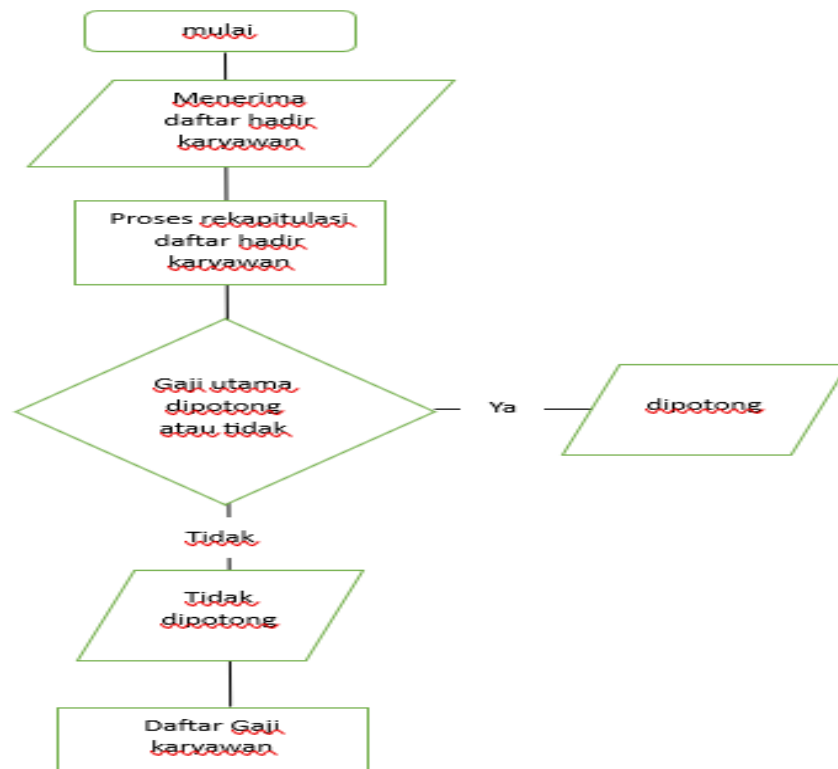 mulai
Menerima
daftar hadir
karyawan
Proses rekapitulasi
daftar hadir
karyawan
Gaji utama
dipotong
atau tidak
Ya
dipotong
Tidak
Tidak
dipotong
Daftar Gaji
karyawan